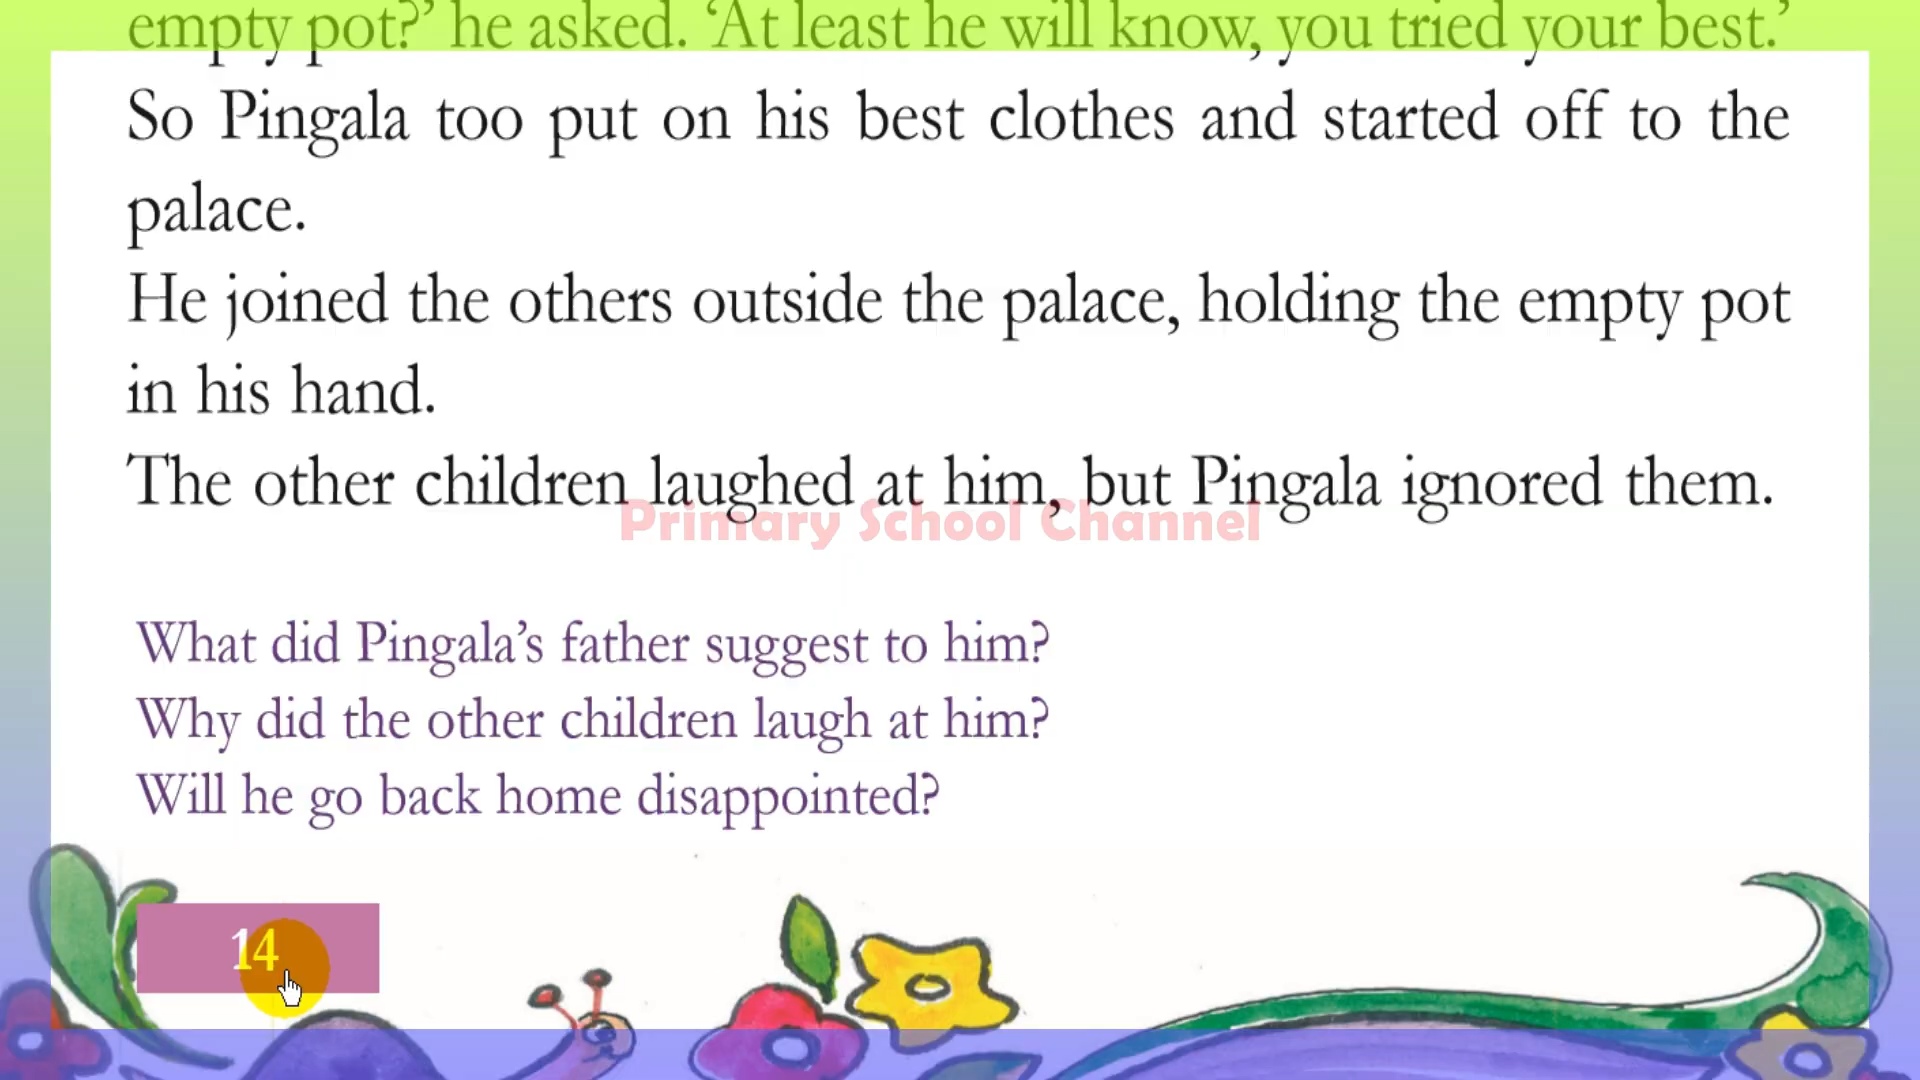 empty pot?’ he asked. ‘At least he will know, you tried your best.’
So Pingala too put on his best clothes and started off to the
palace.
He joined the others outside the palace, holding the empty pot
in his hand.
The other children laughed at him, but Pingala ignored them.
Primary School Channel
What did Pingala’s father suggest to him?
Why did the other children laugh at him?
Will he go back home disappointed?
14